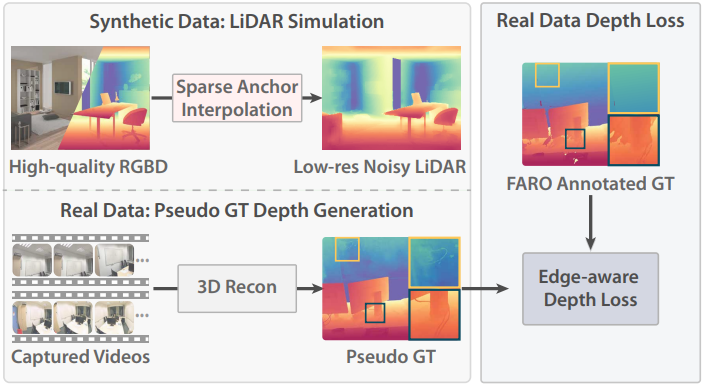 Synthetic Data: LiDAR Simulation
Sparse Anchor
Interpolation
High-quality RGBD
Low-res Noisy LiDAR
Real Data: Pseudo GT Depth Generation
3D Recon
Captured Videos
Pseudo GT
Real Data Depth Loss
FARO Annotated GT
Edge-aware
Depth Loss